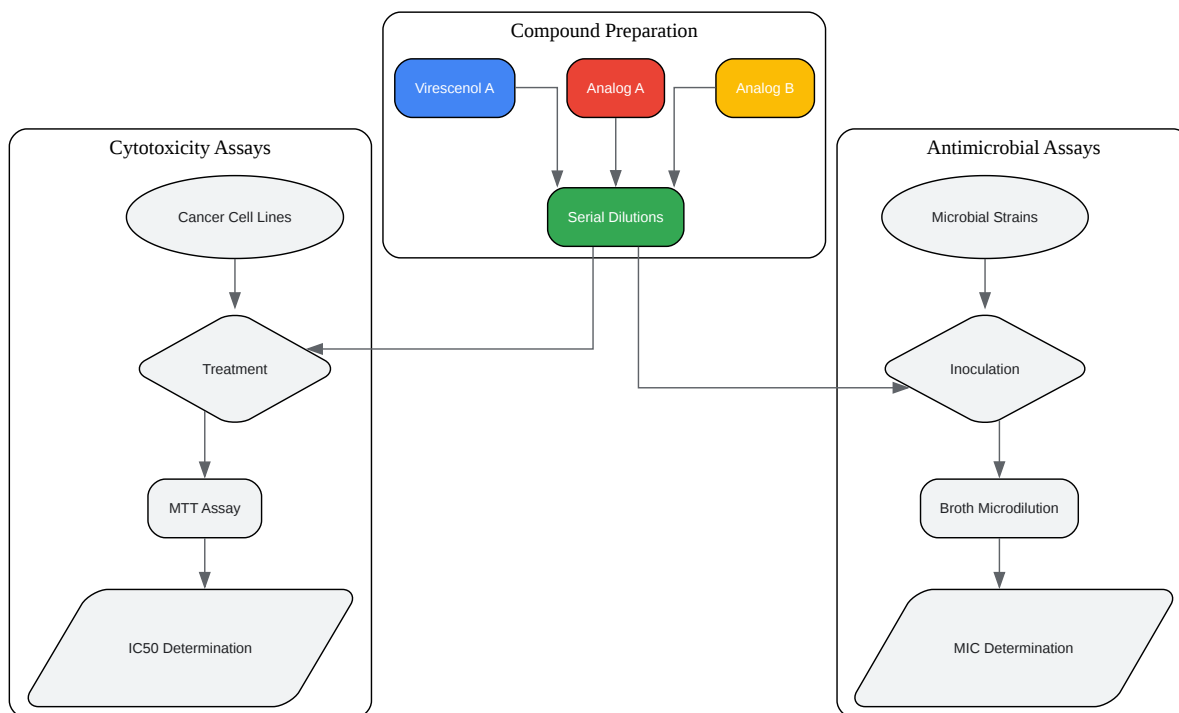 Compound Preparation
Virescenol A
Analog A
Analog B
Serial Dilutions
Cytotoxicity Assays
Cancer Cell Lines
Treatment
MTT Assay
IC50 Determination
Antimicrobial Assays
Microbial Strains
Inoculation
Broth Microdilution
MIC Determination